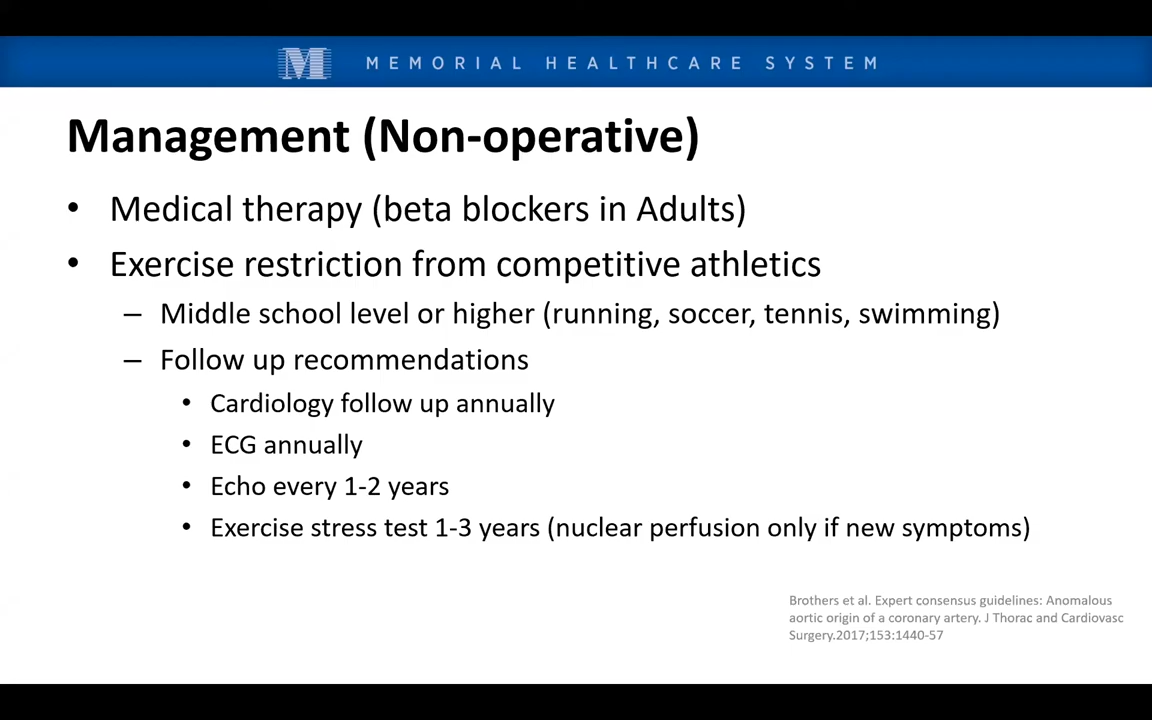 M MEMORIAL HEALTHCARE SYSTEM
Management (Non-operative)
• Medical therapy (beta blockers in Adults)
• Exercise restriction from competitive athletics
– Middle school level or higher (running, soccer, tennis, swimming)
– Follow up recommendations
• Cardiology follow up annually
• ECG annually
• Echo every 1-2 years
• Exercise stress test 1-3 years (nuclear perfusion only if new symptoms)
Brothers et al. Expert consensus guidelines: Anomalous
aortic origin of a coronary artery. J Thorac and Cardiovasc
Surgery.2017;153:1440-57